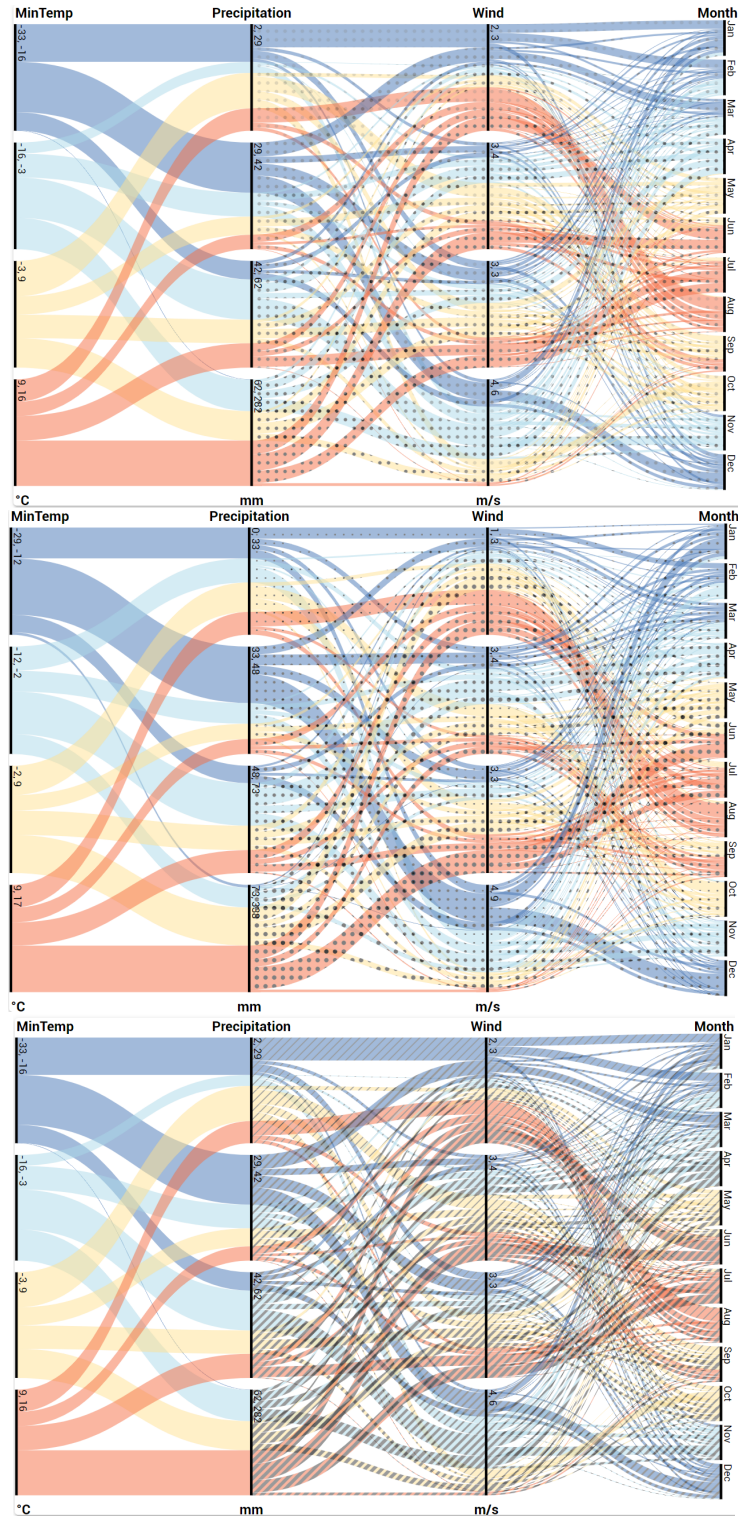 MinTemp Precipitation Wind Month
-33, -16 2, 29 2, 3 Jan
Feb
Mar
-16, -3 29, 42 3, 4 Apr
May
Jun
-3, 9 42, 62 3, 3 Jul
Aug
Sep
9, 16 62, 282 4, 6 Oct
Nov
Dec
°C mm m/s
MinTemp Precipitation Wind Month
-29, -12 0, 33 1, 3 Jan
Feb
Mar
-12, -2 33, 48 3, 4 Apr
May
Jun
-2, 9 48, 73 3, 3 Jul
Aug
Sep
9, 17 4, 9 Oct
Nov
Dec
°C mm m/s
MinTemp Precipitation Wind Month
-33, -16 2, 29 2, 3 Jan
Feb
Mar
-16, -3 29, 42 3, 4 Apr
May
Jun
-3, 9 42, 62 3, 3 Jul
Aug
Sep
9, 16 62, 282 4, 6 Oct
Nov
Dec
°C mm m/s